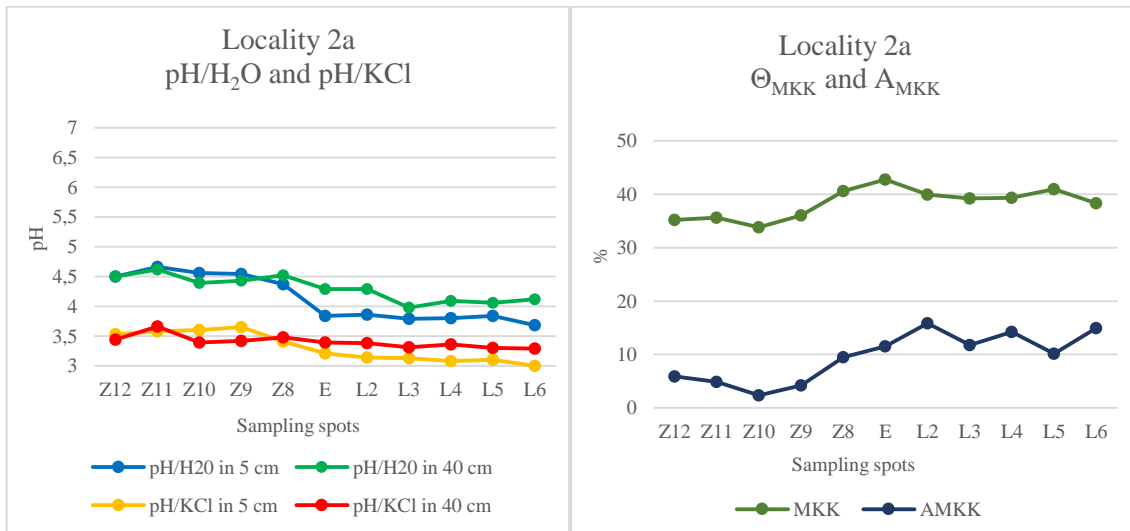 Locality 2a
pH/H₂O and pH/KCl
7
6,5
6
5,5
5
4,5
4
3,5
3
pH
Z12 Z11 Z10 Z9 Z8 E L2 L3 L4 L5 L6
Sampling spots
pH/H20 in 5 cm pH/H20 in 40 cm
pH/KCl in 5 cm pH/KCl in 40 cm
Locality 2a
Θ_MKK and A_MKK
50
40
30
20
10
0
%
Z12 Z11 Z10 Z9 Z8 E L2 L3 L4 L5 L6
Sampling spots
MKK AMKK